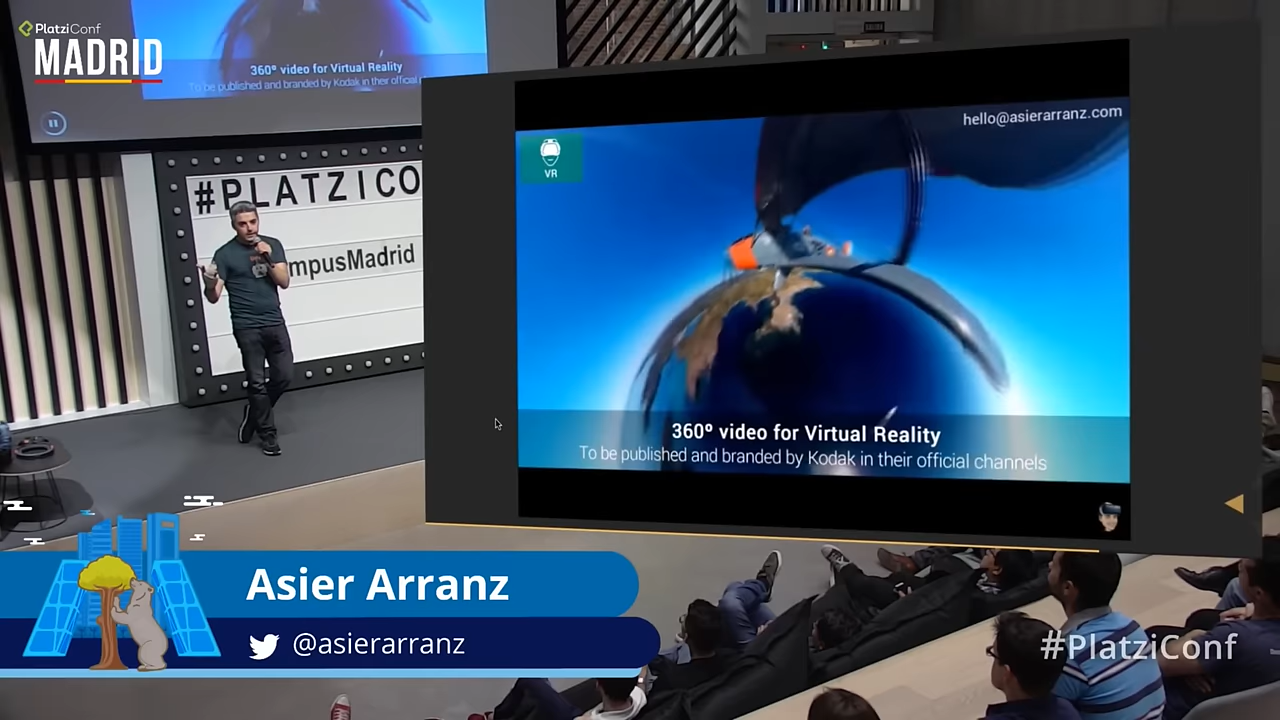 PlatziConf
MADRID
360º video for Virtual Reality
To be published and branded by Kodak in their official
#PLATZICO
mpusMadrid
hello@asierarranz.com
VR
360º video for Virtual Reality
To be published and branded by Kodak in their official channels
Asier Arranz
@asierarranz
#PlatziConf